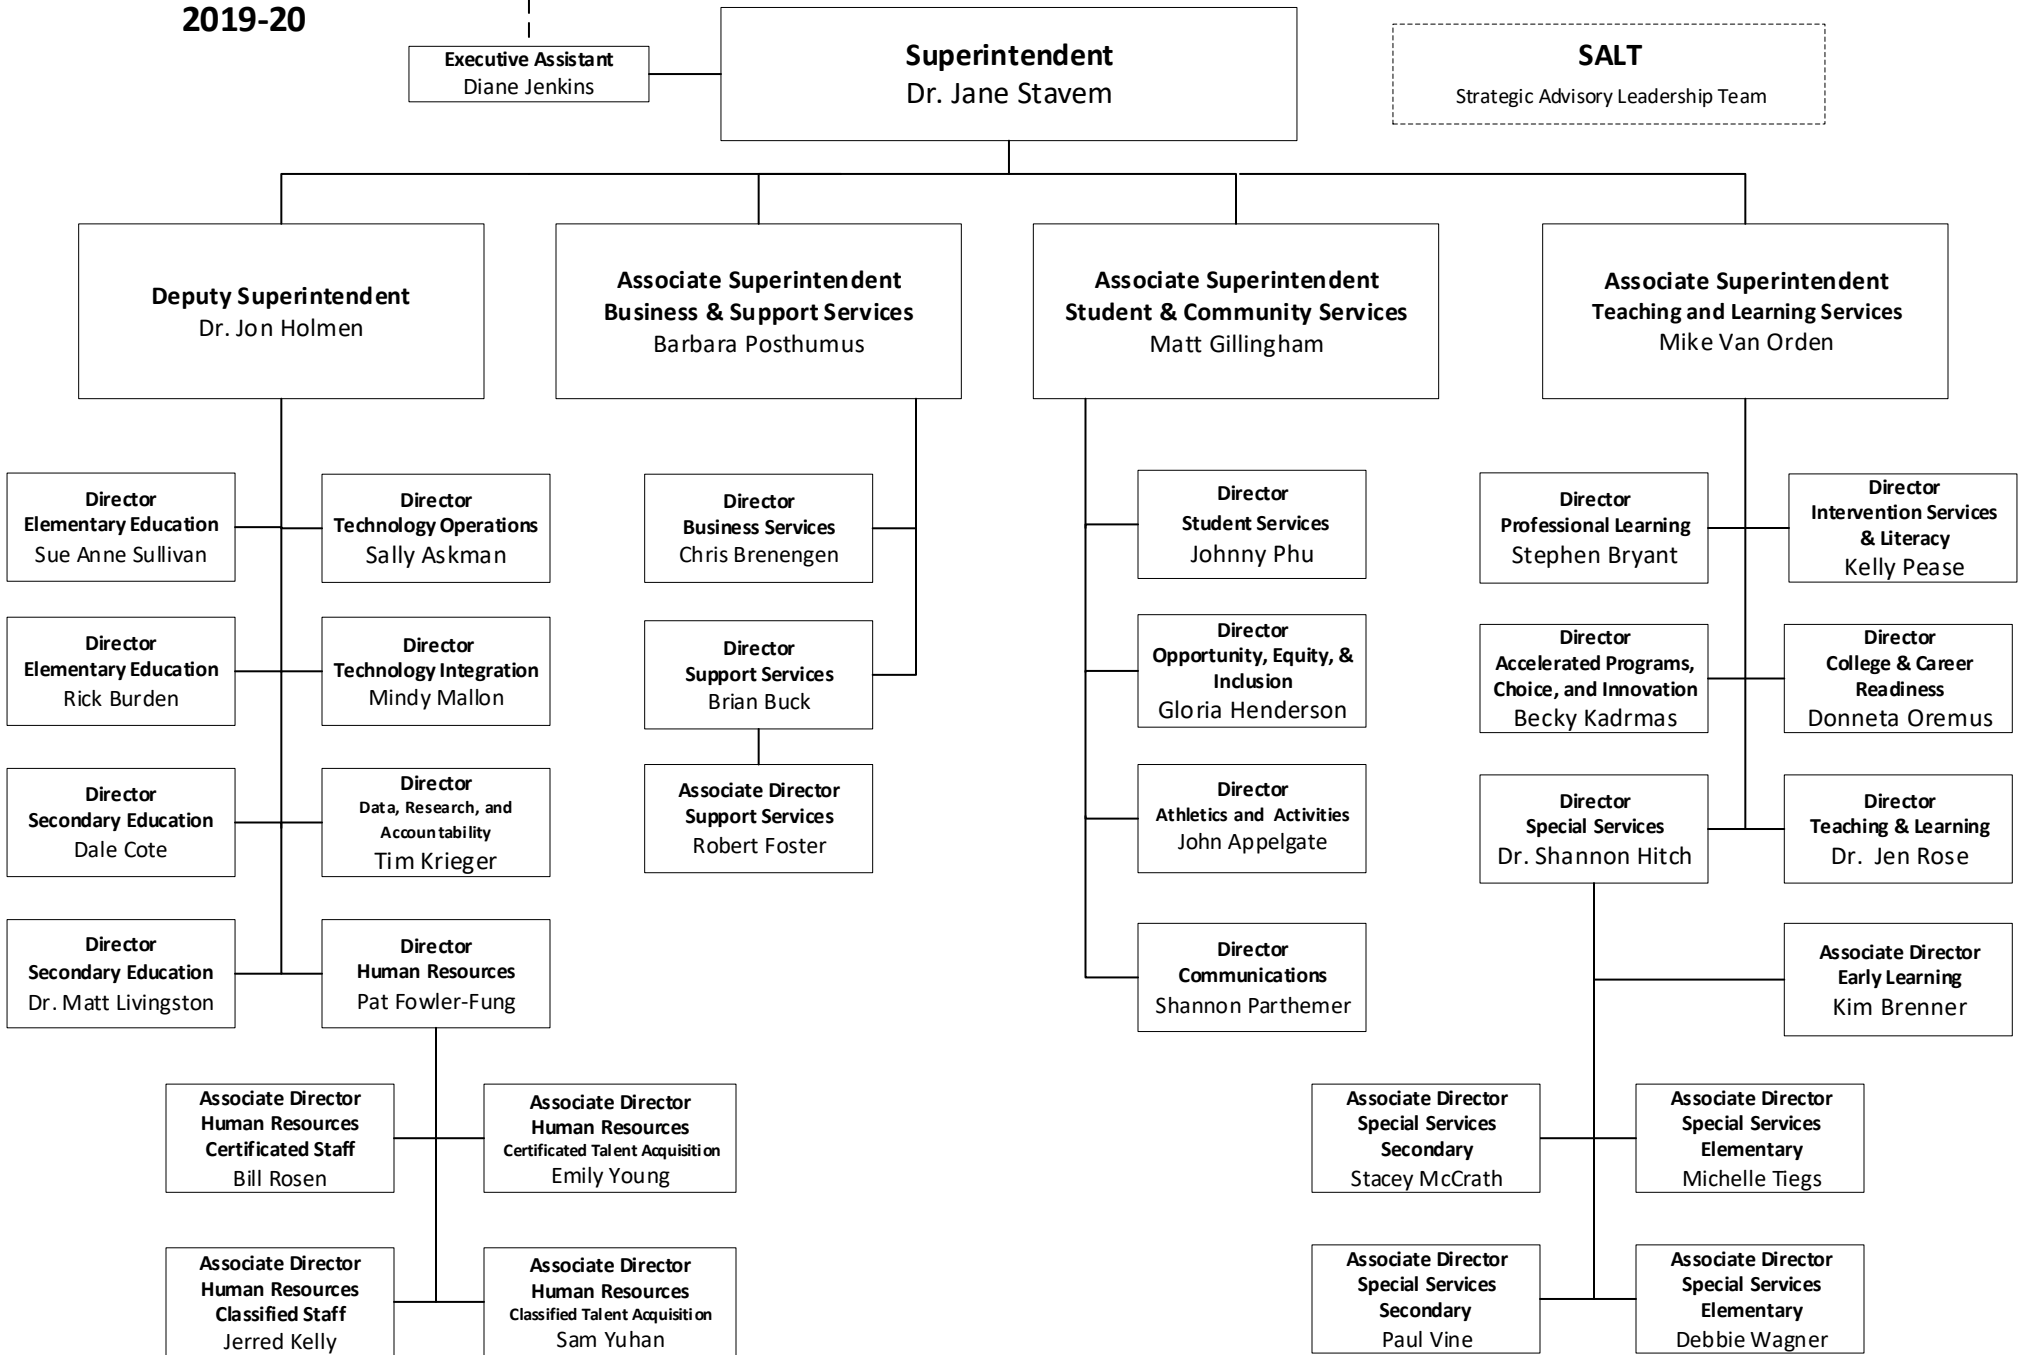 2019-20
Executive Assistant
Diane Jenkins
Superintendent
Dr. Jane Stavem
SALT
Strategic Advisory Leadership Team
Deputy Superintendent
Dr. Jon Holmen
Associate Superintendent
Business & Support Services
Barbara Posthumus
Associate Superintendent
Student & Community Services
Matt Gillingham
Associate Superintendent
Teaching and Learning Services
Mike Van Orden
Director
Elementary Education
Sue Anne Sullivan
Director
Technology Operations
Sally Askman
Director
Business Services
Chris Brenengen
Director
Student Services
Johnny Phu
Director
Professional Learning
Stephen Bryant
Director
Intervention Services
& Literacy
Kelly Pease
Director
Elementary Education
Rick Burden
Director
Technology Integration
Mindy Mallon
Director
Support Services
Brian Buck
Director
Opportunity, Equity, &
Inclusion
Gloria Henderson
Director
Accelerated Programs,
Choice, and Innovation
Becky Kadrmas
Director
College & Career
Readiness
Donneta Oremus
Director
Secondary Education
Dale Cote
Director
Data, Research, and
Accountability
Tim Krieger
Associate Director
Support Services
Robert Foster
Director
Athletics and Activities
John Appelgate
Director
Special Services
Dr. Shannon Hitch
Director
Teaching & Learning
Dr. Jen Rose
Director
Secondary Education
Dr. Matt Livingston
Director
Human Resources
Pat Fowler-Fung
Director
Communications
Shannon Parthemer
Associate Director
Early Learning
Kim Brenner
Associate Director
Human Resources
Certificated Staff
Bill Rosen
Associate Director
Human Resources
Certificated Talent Acquisition
Emily Young
Associate Director
Special Services
Secondary
Stacey McCrath
Associate Director
Special Services
Elementary
Michelle Tiegs
Associate Director
Human Resources
Classified Staff
Jerred Kelly
Associate Director
Human Resources
Classified Talent Acquisition
Sam Yuhan
Associate Director
Special Services
Secondary
Paul Vine
Associate Director
Special Services
Elementary
Debbie Wagner